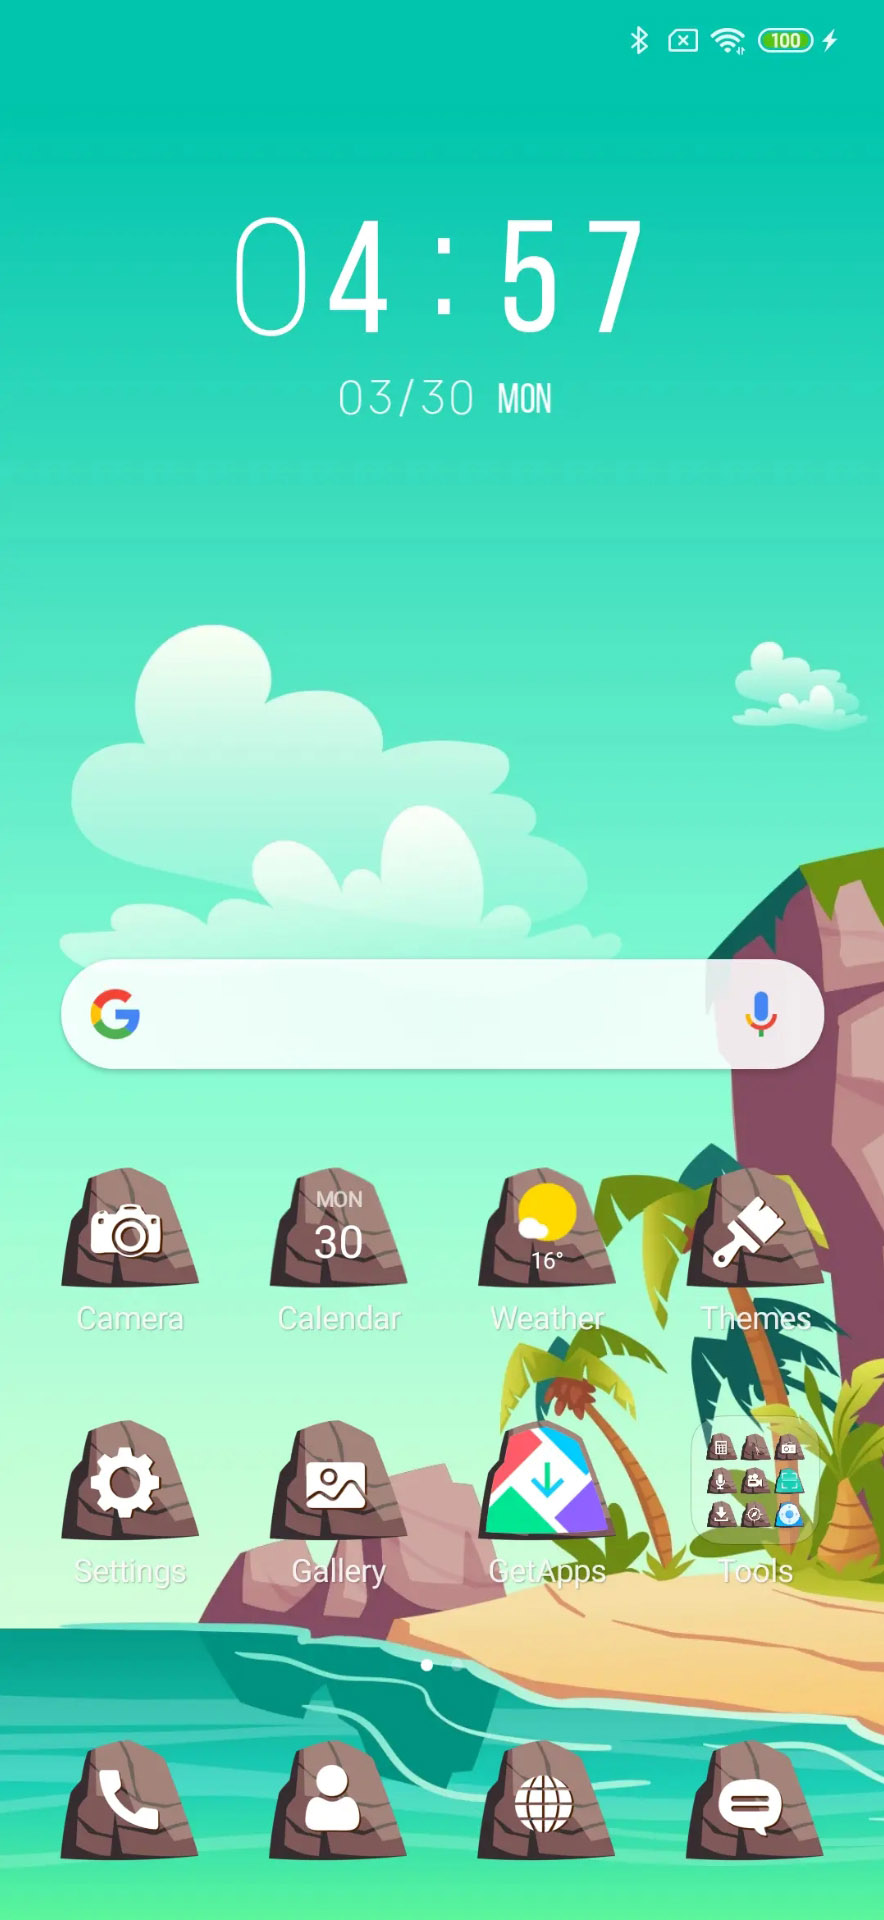 100
04:57
03/30 MON
MON
30
16°
Camera Calendar Weather Themes
Settings Gallery GetApps Tools